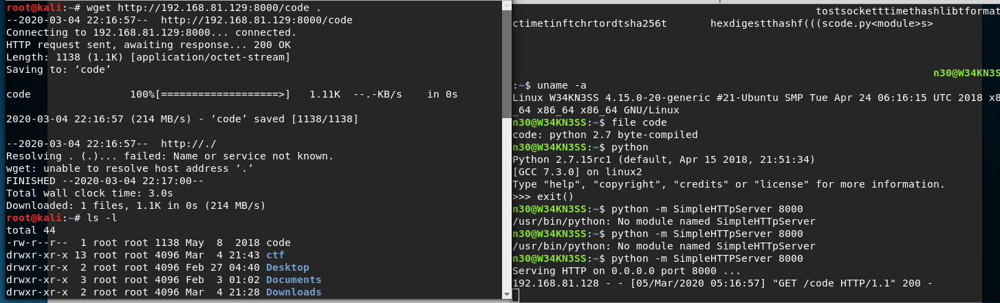 root@kali:~# wget http://192.168.81.129:8000/code .
--2020-03-04 22:16:57--  http://192.168.81.129:8000/code
Connecting to 192.168.81.129:8000... connected.
HTTP request sent, awaiting response... 200 OK
Length: 1138 (1.1K) [application/octet-stream]
Saving to: ‘code’
code                100%[===================>]   1.11K  --.-KB/s    in 0s
2020-03-04 22:16:57 (214 MB/s) - ‘code’ saved [1138/1138]
--2020-03-04 22:16:57--  http://./
Resolving . (.)... failed: Name or service not known.
wget: unable to resolve host address ‘.’
FINISHED --2020-03-04 22:17:00--
Total wall clock time: 3.0s
Downloaded: 1 files, 1.1K in 0s (214 MB/s)
root@kali:~# ls -l
total 44
-rw-r--r--  1 root root 1138 May  8  2018 code
drwxr-xr-x 13 root root 4096 Mar  4 21:43 ctf
drwxr-xr-x  2 root root 4096 Feb 27 04:40 Desktop
drwxr-xr-x  3 root root 4096 Feb  3 01:02 Documents
drwxr-xr-x  2 root root 4096 Mar  4 21:28 Downloads
tostsocketttimethashlibtformat
ctimetinftchrtordtsha256t       hexdigestthashf(((scode.py<module>s>
n30@W34KN3S
:~$ uname -a
Linux W34KN3SS 4.15.0-20-generic #21-Ubuntu SMP Tue Apr 24 06:16:15 UTC 2018 x8
_64 x86_64 x86_64 GNU/Linux
n30@W34KN3SS:~$ file code
code: python 2.7 byte-compiled
n30@W34KN3SS:~$ python
Python 2.7.15rc1 (default, Apr 15 2018, 21:51:34)
[GCC 7.3.0] on linux2
Type "help", "copyright", "credits" or "license" for more information.
>>> exit()
n30@W34KN3SS:~$ python -m SimpleHTTpServer 8000
/usr/bin/python: No module named SimpleHTTpServer
n30@W34KN3SS:~$ python -m SimpleHTTpServer 8000
/usr/bin/python: No module named SimpleHTTpServer
n30@W34KN3SS:~$ python -m SimpleHTTPServer 8000
Serving HTTP on 0.0.0.0 port 8000 ...
192.168.81.128 - - [05/Mar/2020 05:16:57] "GET /code HTTP/1.1" 200 -